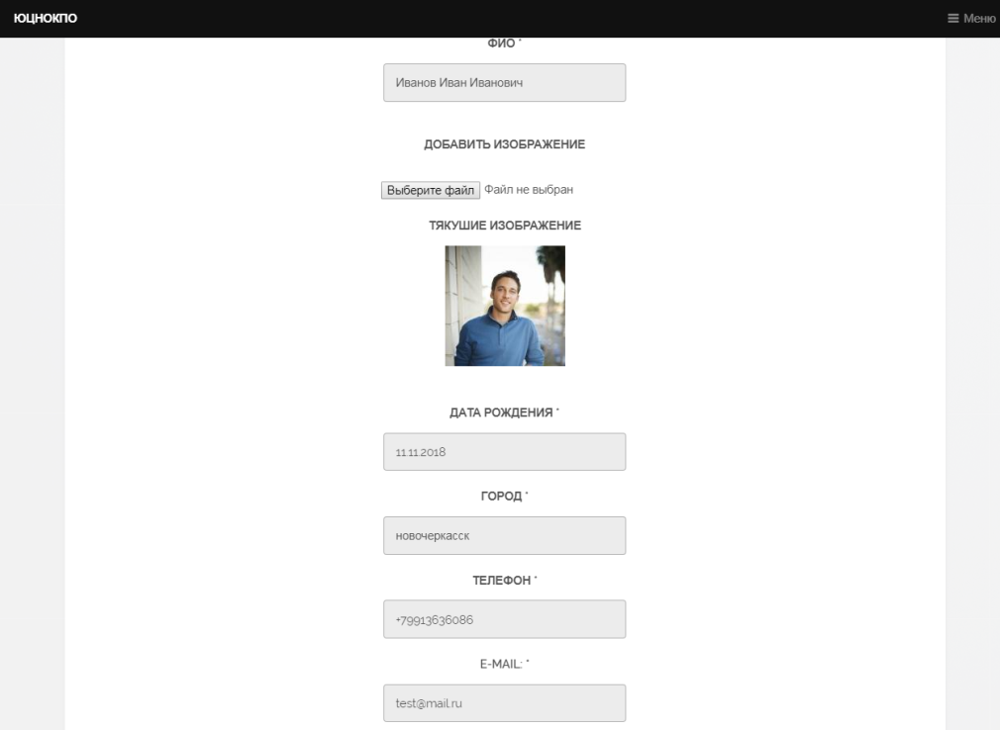 ЮЦНОКПО
Меню
ФИО *
Иванов Иван Иванович
ДОБАВИТЬ ИЗОБРАЖЕНИЕ
Выберите файл Файл не выбран
ТЯКУШИЕ ИЗОБРАЖЕНИЕ
ДАТА РОЖДЕНИЯ *
11.11.2018
ГОРОД *
новочеркасск
ТЕЛЕФОН *
+79913636086
E-MAIL: *
test@mail.ru